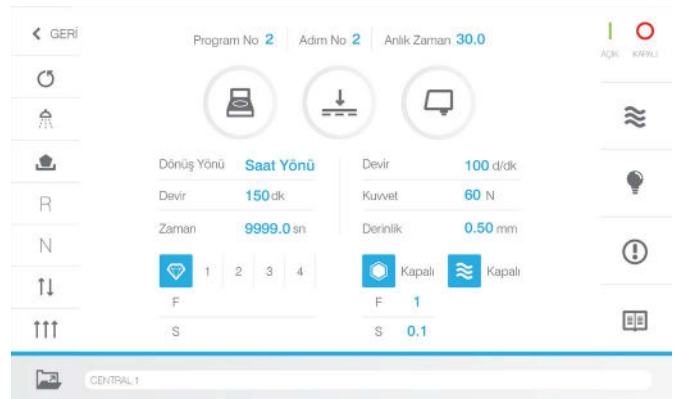 GERİ
Program No 2 Adım No 2 Anlık Zaman 30.0
AÇIK KAPALI
Dönüş Yönü Saat Yönü Devir 100 d/dk
Devir 150 dk Kuvvet 60 N
Zaman 9999.0 sn Derinlik 0.50 mm
R
N
1 2 3 4 Kapalı Kapalı
F F 1
S S 0.1
CENTRAL 1